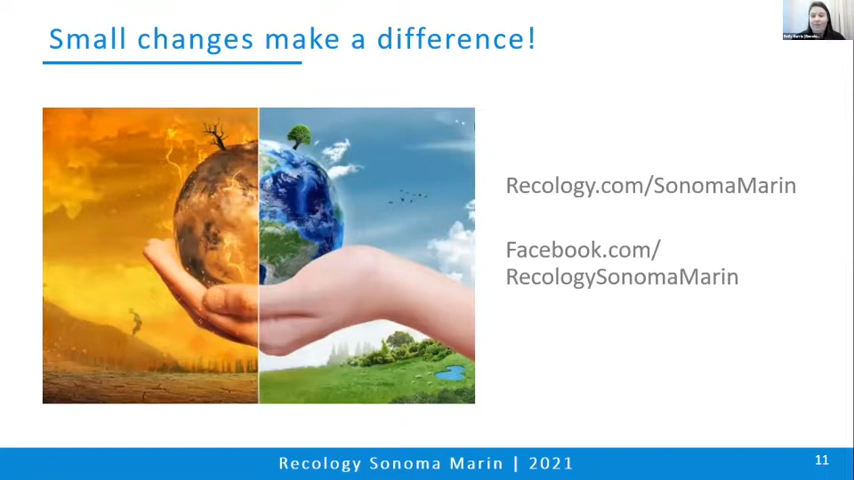 Small changes make a difference!
Recology.com/SonomaMarin
Facebook.com/
RecologySonomaMarin
Recology Sonoma Marin | 2021
11